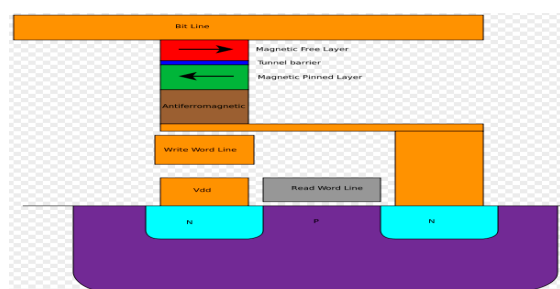 Bit Line
Magnetic Free Layer
Tunnel barrier
Magnetic Pinned Layer
Antiferromagnetic
Write Word Line
Vdd
Read Word Line
N
P
N